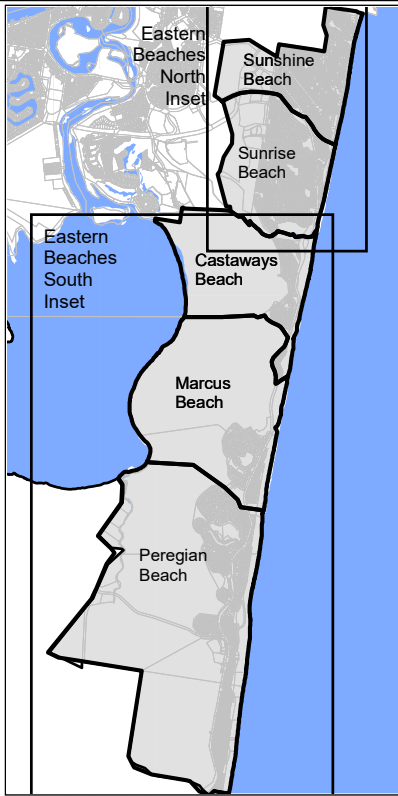 Eastern
Beaches
North
Inset
Sunshine
Beach
Sunrise
Beach
Eastern
Beaches
South
Inset
Castaways
Beach
Marcus
Beach
Peregian
Beach